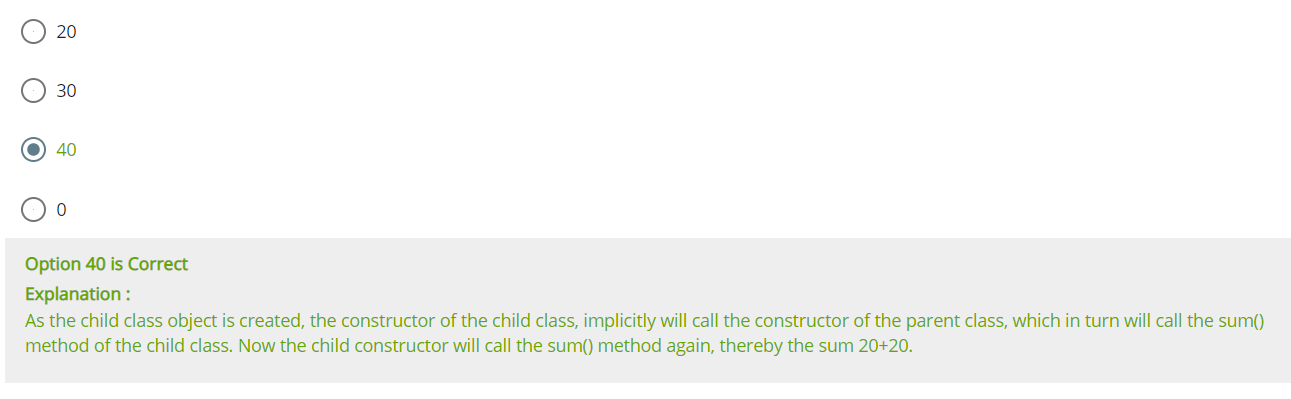 20
30
40
0
Option 40 is Correct
Explanation :
As the child class object is created, the constructor of the child class, implicitly will call the constructor of the parent class, which in turn will call the sum()
method of the child class. Now the child constructor will call the sum() method again, thereby the sum 20+20.